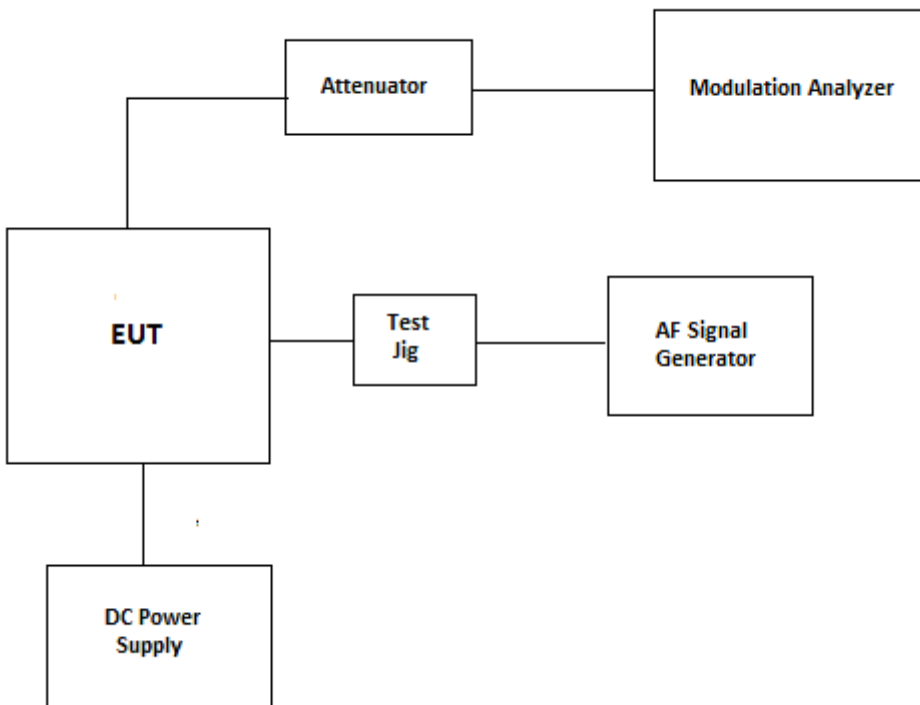 Attenuator
Modulation Analyzer
EUT
Test
Jig
AF Signal
Generator
DC Power
Supply